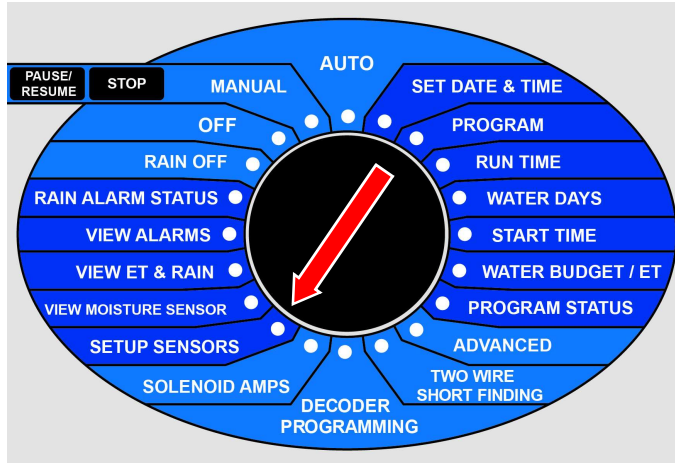 AUTO
PAUSE/
RESUME
STOP
MANUAL
SET DATE & TIME
OFF
PROGRAM
RAIN OFF
RUN TIME
RAIN ALARM STATUS
WATER DAYS
VIEW ALARMS
START TIME
VIEW ET & RAIN
WATER BUDGET / ET
VIEW MOISTURE SENSOR
PROGRAM STATUS
SETUP SENSORS
ADVANCED
SOLENOID AMPS
TWO WIRE
SHORT FINDING
DECODER
PROGRAMMING